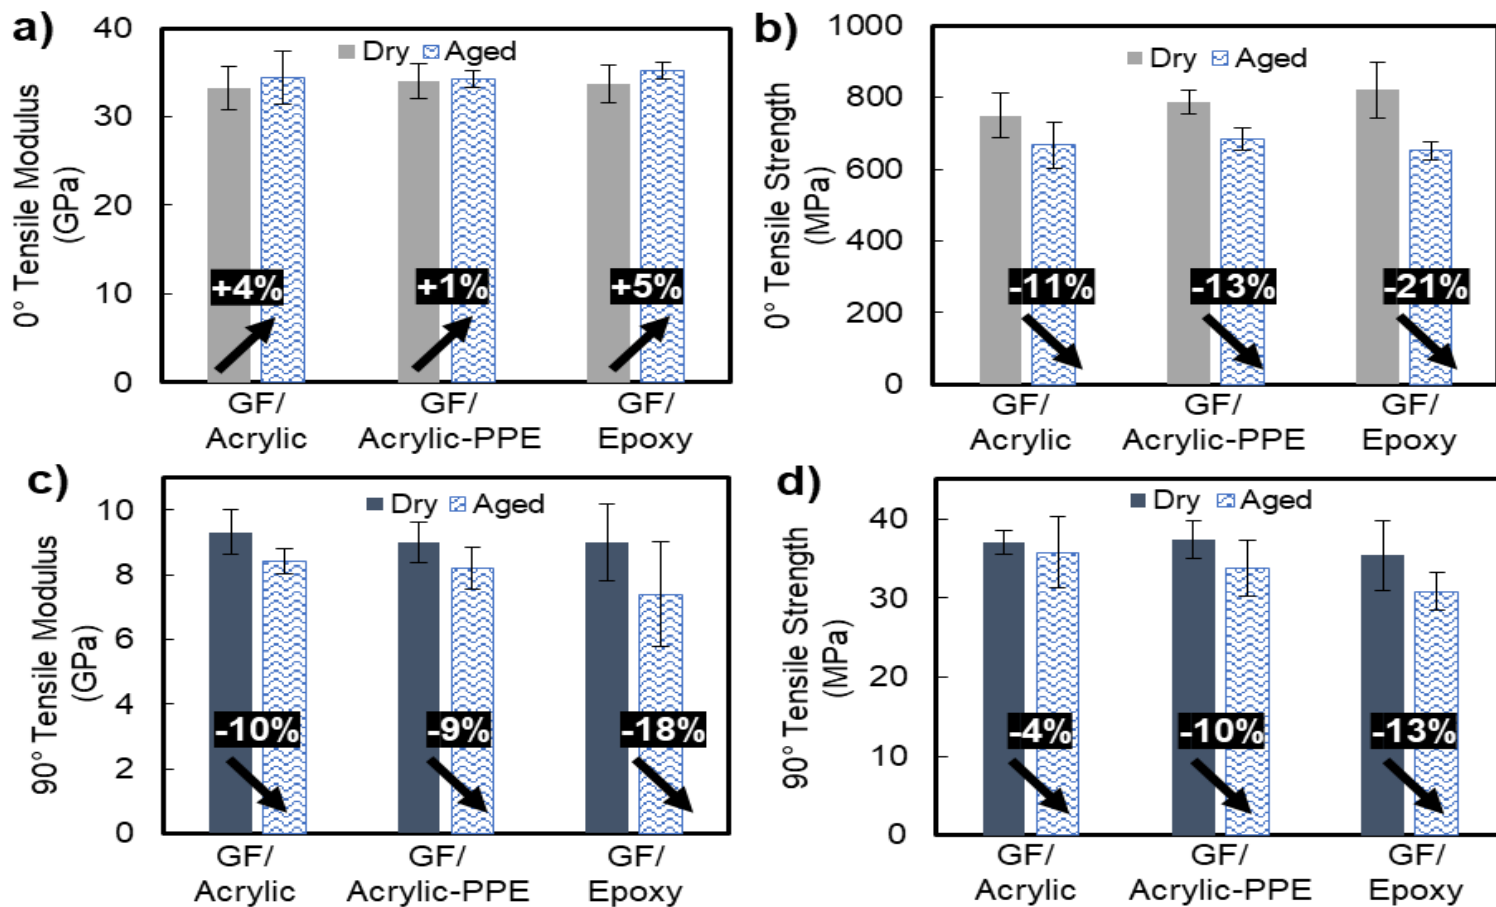 a)
0° Tensile Modulus
(GPa)
40
30
20
10
0
Dry
Aged
+4%
+1%
+5%
GF/
Acrylic
GF/
Acrylic-PPE
GF/
Epoxy
b)
0° Tensile Strength
(MPa)
1000
800
600
400
200
0
Dry
Aged
-11%
-13%
-21%
GF/
Acrylic
GF/
Acrylic-PPE
GF/
Epoxy
c)
90° Tensile Modulus
(GPa)
10
8
6
4
2
0
Dry
Aged
-10%
-9%
-18%
GF/
Acrylic
GF/
Acrylic-PPE
GF/
Epoxy
d)
90° Tensile Strength
(MPa)
40
30
20
10
0
Dry
Aged
-4%
-10%
-13%
GF/
Acrylic
GF/
Acrylic-PPE
GF/
Epoxy